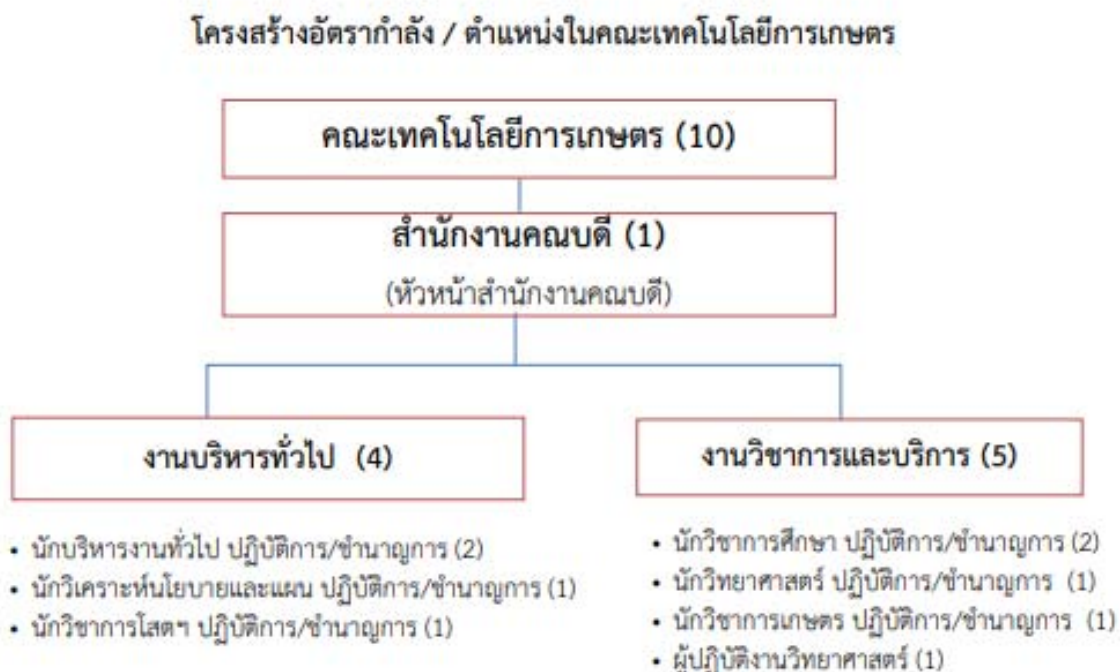 โครงสร้างอัตรากำลัง / ตำแหน่งในคณะเทคโนโลยีการเกษตร
คณะเทคโนโลยีการเกษตร (10)
สำนักงานคณบดี (1)
(หัวหน้าสำนักงานคณบดี)
งานบริหารทั่วไป (4)
• นักบริหารงานทั่วไป ปฏิบัติการ/ชำนาญการ (2)
• นักวิเคราะห์นโยบายและแผน ปฏิบัติการ/ชำนาญการ (1)
• นักวิชาการโสตฯ ปฏิบัติการ/ชำนาญการ (1)
งานวิชาการและบริการ (5)
• นักวิชาการศึกษา ปฏิบัติการ/ชำนาญการ (2)
• นักวิทยาศาสตร์ ปฏิบัติการ/ชำนาญการ (1)
• นักวิชาการเกษตร ปฏิบัติการ/ชำนาญการ (1)
• ผู้ปฏิบัติงานวิทยาศาสตร์ (1)